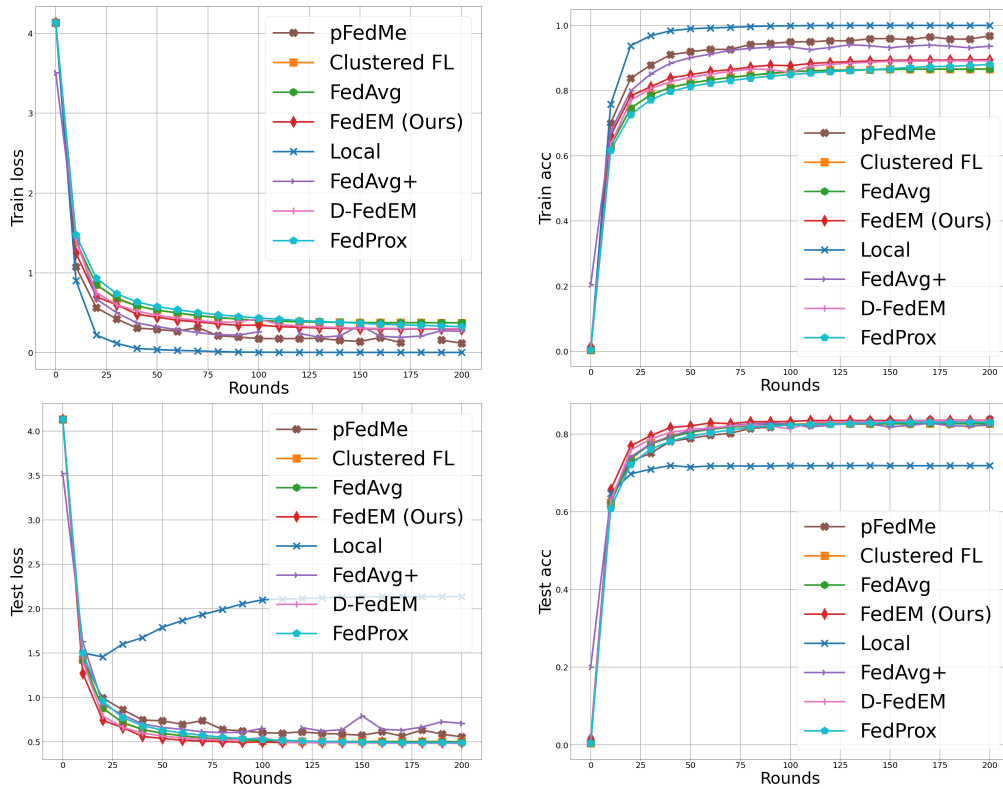 Train loss
4
3
2
1
0
0
25
50
75
100
125
150
175
200
Rounds
pFedMe
Clustered FL
FedAvg
FedEM (Ours)
Local
FedAvg+
D-FedEM
FedProx
Train acc
1.0
0.8
0.6
0.4
0.2
0.0
0
25
50
75
100
125
150
175
200
Rounds
pFedMe
Clustered FL
FedAvg
FedEM (Ours)
Local
FedAvg+
D-FedEM
FedProx
Test loss
4.0
3.5
3.0
2.5
2.0
1.5
1.0
0.5
0
25
50
75
100
125
150
175
200
Rounds
pFedMe
Clustered FL
FedAvg
FedEM (Ours)
Local
FedAvg+
D-FedEM
FedProx
Test acc
0.8
0.6
0.4
0.2
0.0
0
25
50
75
100
125
150
175
200
Rounds
pFedMe
Clustered FL
FedAvg
FedEM (Ours)
Local
FedAvg+
D-FedEM
FedProx